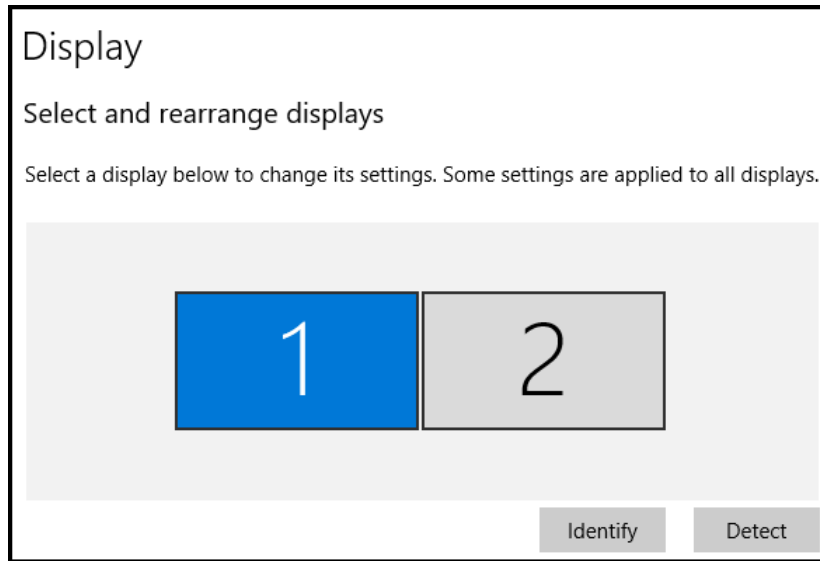 Display
Select and rearrange displays
Select a display below to change its settings. Some settings are applied to all displays.
1 2
Identify Detect